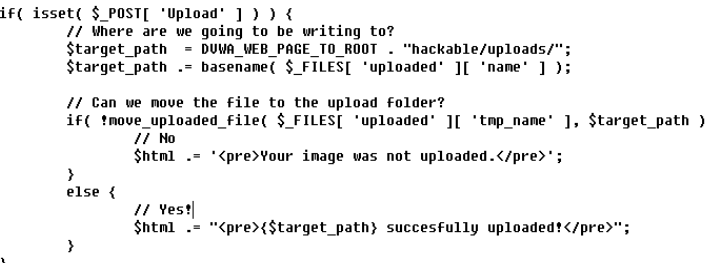 if( isset( $_POST[ 'Upload' ] ) ) {
// Where are we going to be writing to?
$target_path  = DVWA_WEB_PAGE_TO_ROOT . "hackable/uploads/";
$target_path .= basename( $_FILES[ 'uploaded' ][ 'name' ] );
// Can we move the file to the upload folder?
if( !move_uploaded_file( $_FILES[ 'uploaded' ][ 'tmp_name' ], $target_path )
// No
$html .= '<pre>Your image was not uploaded.</pre>';
}
else {
// Yes!
$html .= "<pre>{$target_path} succesfully uploaded!</pre>";
}
}